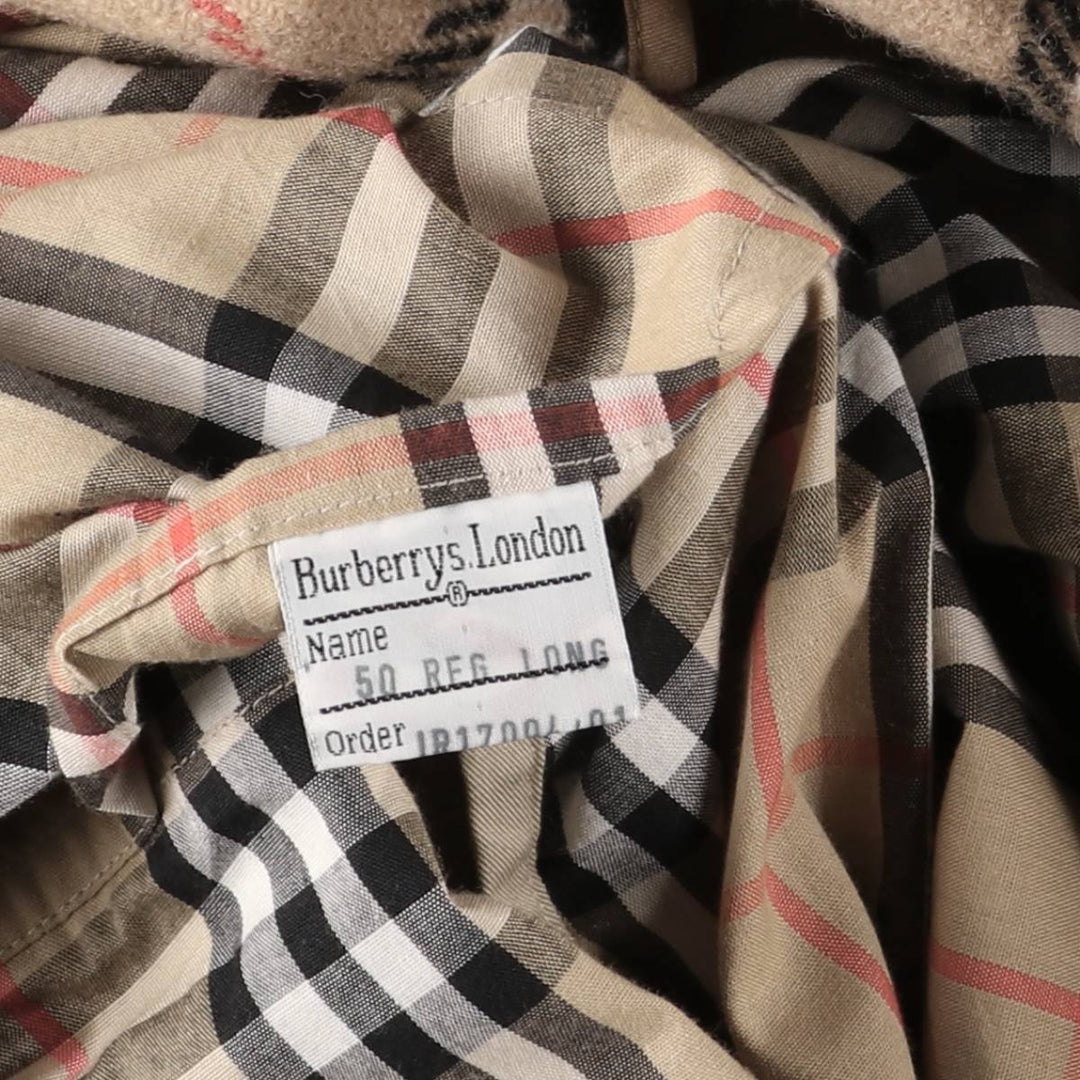 Burberrys.London
®
Name
50 REG LONG
Order